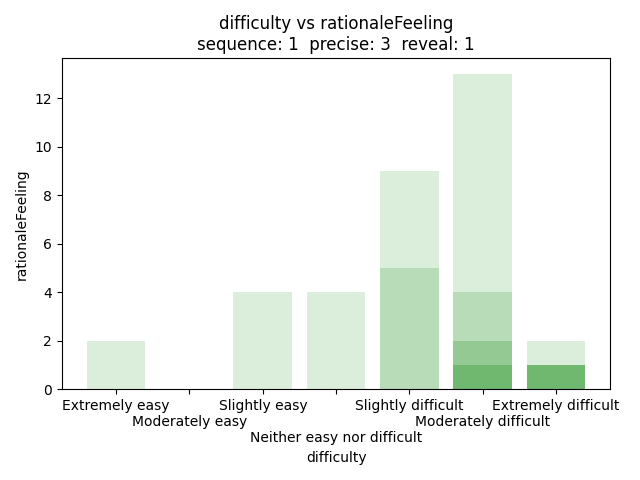 difficulty vs rationaleFeeling
sequence: 1  precise: 3  reveal: 1
12
10
8
6
4
2
0
rationaleFeeling
Extremely easy Slightly easy Slightly difficult Extremely difficult
Moderately easy Moderately difficult
Neither easy nor difficult
difficulty